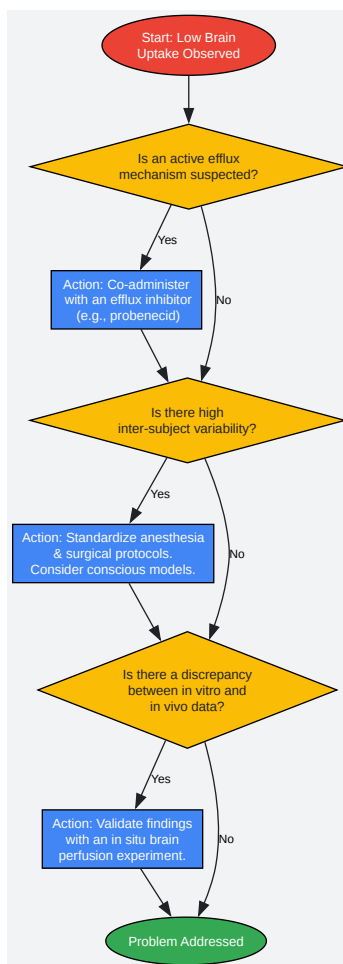 Start: Low Brain
Uptake Observed
Is an active efflux
mechanism suspected?
Yes
Action: Co-administer
with an efflux inhibitor
(e.g., probenecid)
No
Is there high
inter-subject variability?
Yes
Action: Standardize anesthesia
& surgical protocols.
Consider conscious models.
No
Is there a discrepancy
between in vitro and
in vivo data?
Yes
Action: Validate findings
with an in situ brain
perfusion experiment.
No
Problem Addressed